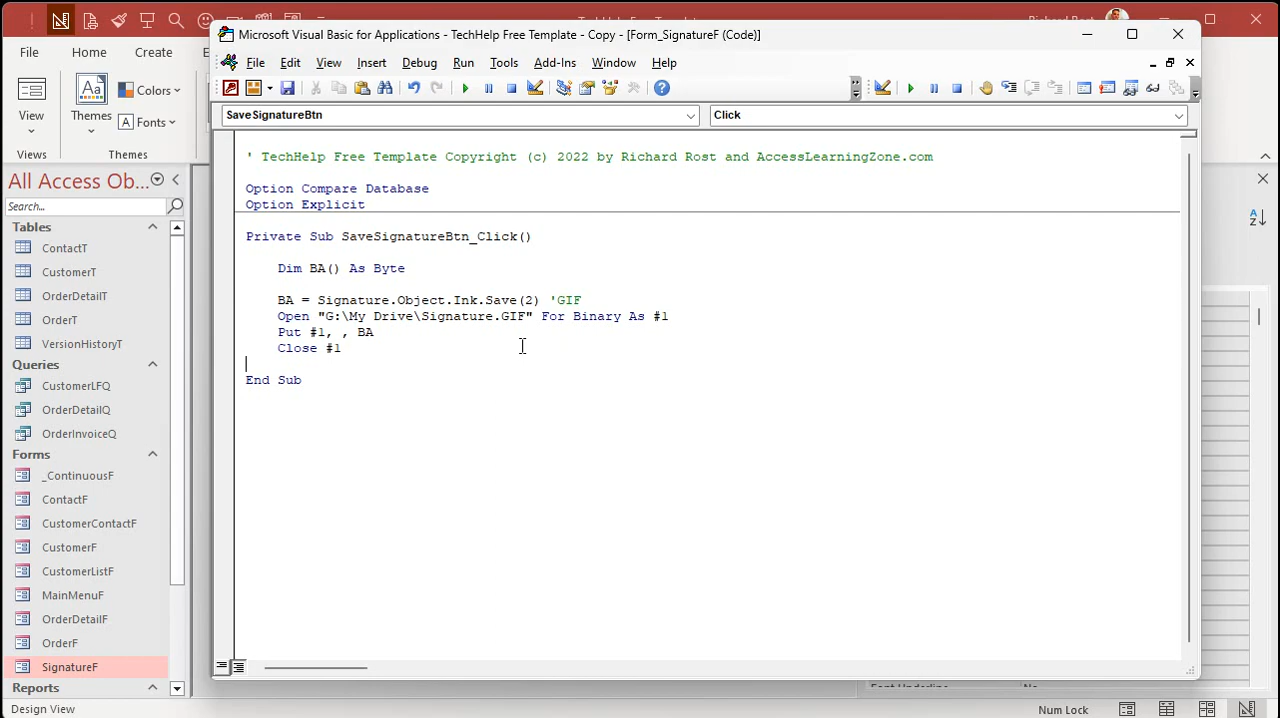 Microsoft Visual Basic for Applications - TechHelp Free Template - Copy - [Form_SignatureF (Code)]
File
Home
Create
File Edit View Insert Format Debug Run Tools Add-Ins Window Help
View
Themes
Colors
Fonts
Views
Themes
SaveSignatureBtn
Click
' TechHelp Free Template Copyright (c) 2022 by Richard Rost and AccessLearningZone.com
Option Compare Database
Option Explicit
Private Sub SaveSignatureBtn_Click()
Dim BA() As Byte
BA = Signature.Object.Ink.Save(2) 'GIF
Open "G:\My Drive\Signature.GIF" For Binary As #1
Put #1, , BA
Close #1
End Sub
All Access Ob...
Search...
Tables
ContactT
CustomerT
OrderDetailT
OrderT
VersionHistoryT
Queries
CustomerLFQ
OrderDetailQ
OrderInvoiceQ
Forms
_ContinuousF
ContactF
CustomerContactF
CustomerF
CustomerListF
MainMenuF
OrderDetailF
OrderF
SignatureF
Reports
Design View
Num Lock